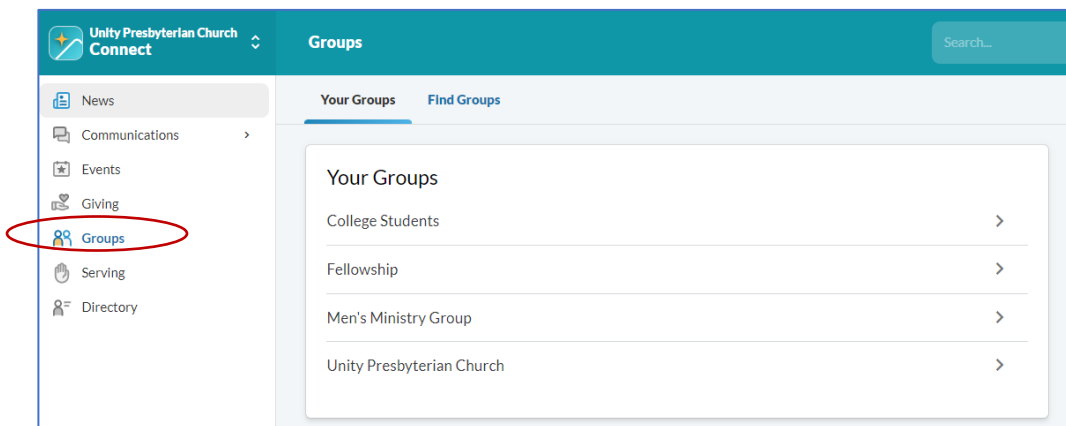 Unity Presbyterian Church
Connect
Groups
Search...
News
Communications
Events
Giving
Groups
Serving
Directory
Your Groups
Find Groups
Your Groups
College Students
Fellowship
Men's Ministry Group
Unity Presbyterian Church